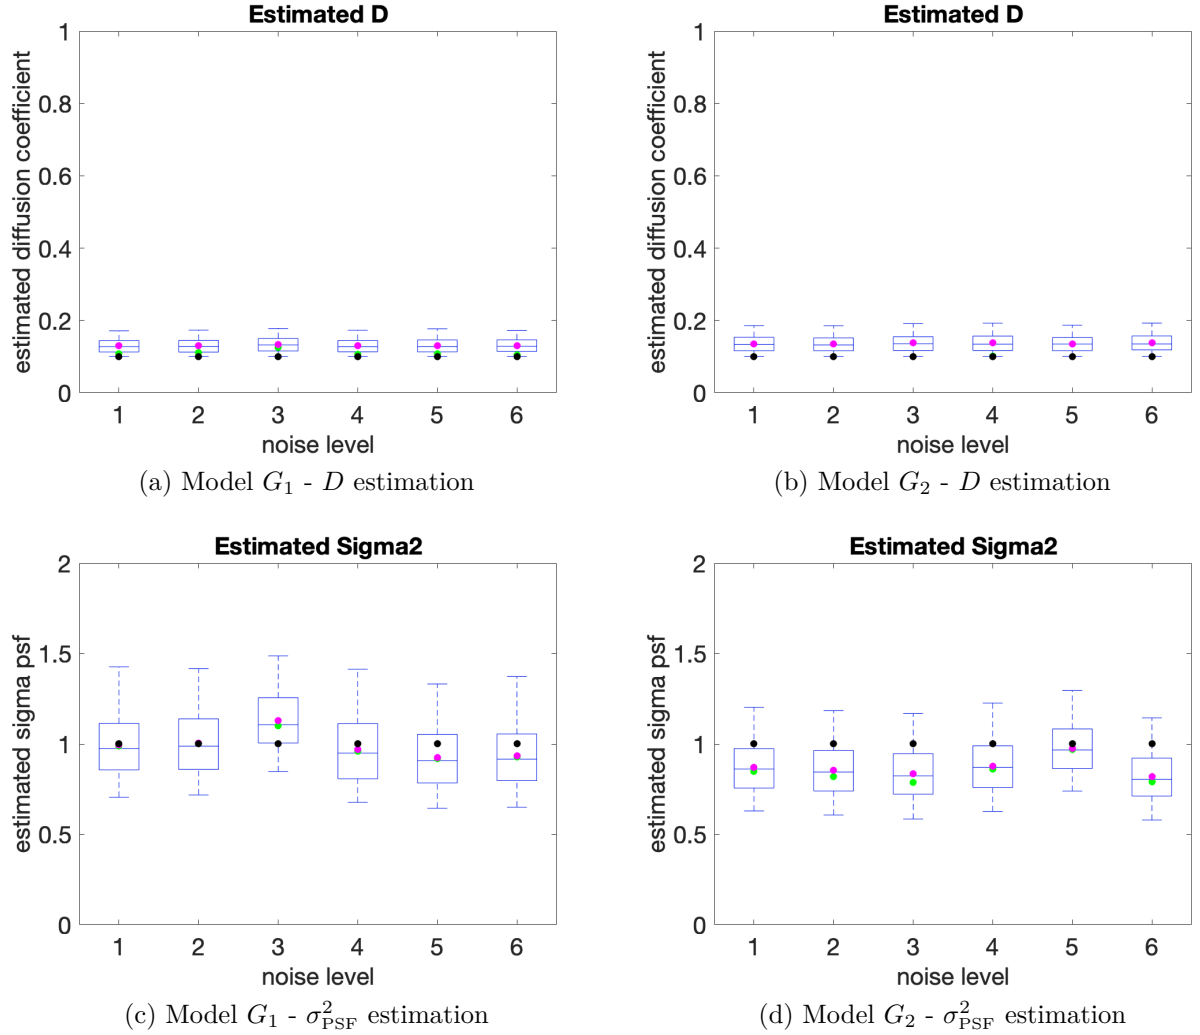 Estimated D
estimated diffusion coefficient
1
0.8
0.6
0.4
0.2
0
1 2 3 4 5 6
noise level
(a) Model G₁ - D estimation
Estimated D
estimated diffusion coefficient
1
0.8
0.6
0.4
0.2
0
1 2 3 4 5 6
noise level
(b) Model G₂ - D estimation
Estimated Sigma2
estimated sigma psf
2
1.5
1
0.5
0
1 2 3 4 5 6
noise level
(c) Model G₁ - σ²_PSF estimation
Estimated Sigma2
estimated sigma psf
2
1.5
1
0.5
0
1 2 3 4 5 6
noise level
(d) Model G₂ - σ²_PSF estimation